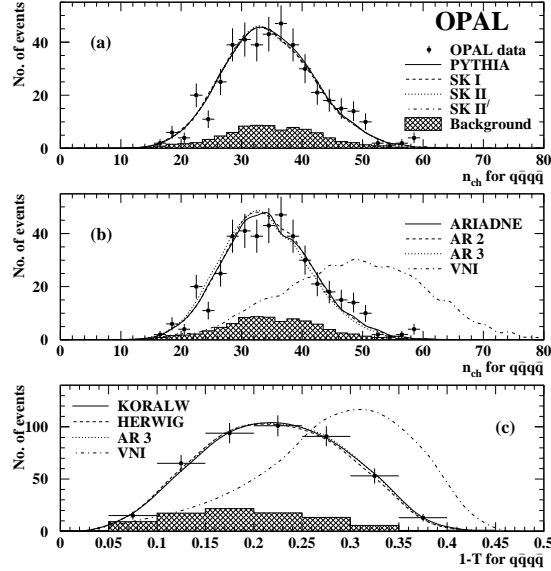 OPAL
No. of events
40
20
0
(a)
OPAL data
PYTHIA
SK I
SK II
SK II′
Background
0 10 20 30 40 50 60 70 80
n_ch for qq̄qq̄
No. of events
40
20
0
(b)
ARIADNE
AR 2
AR 3
VNI
0 10 20 30 40 50 60 70 80
n_ch for qq̄qq̄
No. of events
100
50
0
KORALW
HERWIG
AR 3
VNI
(c)
0 0.05 0.1 0.15 0.2 0.25 0.3 0.35 0.4 0.45 0.5
1-T for qq̄qq̄